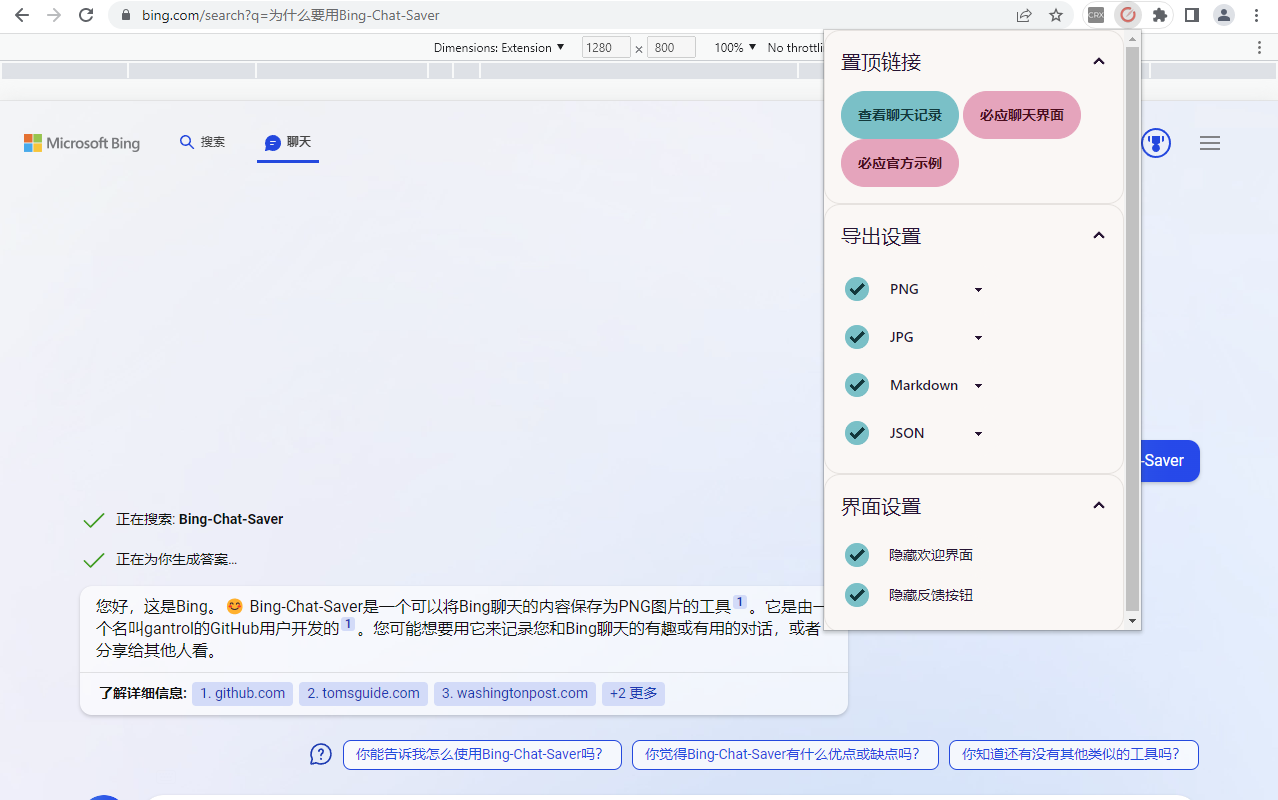 bing.com/search?q=为什么要用Bing-Chat-Saver
CRX
Dimensions: Extension ▼ 1280 × 800 100% ▼ No throttli
置顶链接
查看聊天记录 必应聊天界面
必应官方示例
Microsoft Bing 搜索 聊天
导出设置
PNG
JPG
Markdown
JSON
-Saver
界面设置
隐藏欢迎界面
隐藏反馈按钮
正在搜索: Bing-Chat-Saver
正在为你生成答案...
您好，这是Bing。😊 Bing-Chat-Saver是一个可以将Bing聊天的内容保存为PNG图片的工具1。它是由一
个名叫gantrol的GitHub用户开发的1。您可能想要用它来记录您和Bing聊天的有趣或有用的对话，或者
分享给其他人看。
了解详细信息: 1. github.com 2. tomsguide.com 3. washingtonpost.com +2 更多
你能告诉我怎么使用Bing-Chat-Saver吗? 你觉得Bing-Chat-Saver有什么优点或缺点吗? 你知道还有没有其他类似的工具吗?